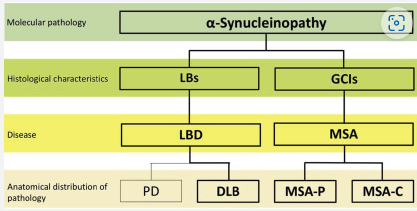 Molecular pathology
α-Synucleinopathy
Histological characteristics
LBs
GCIs
Disease
LBD
MSA
Anatomical distribution of
pathology
PD
DLB
MSA-P
MSA-C